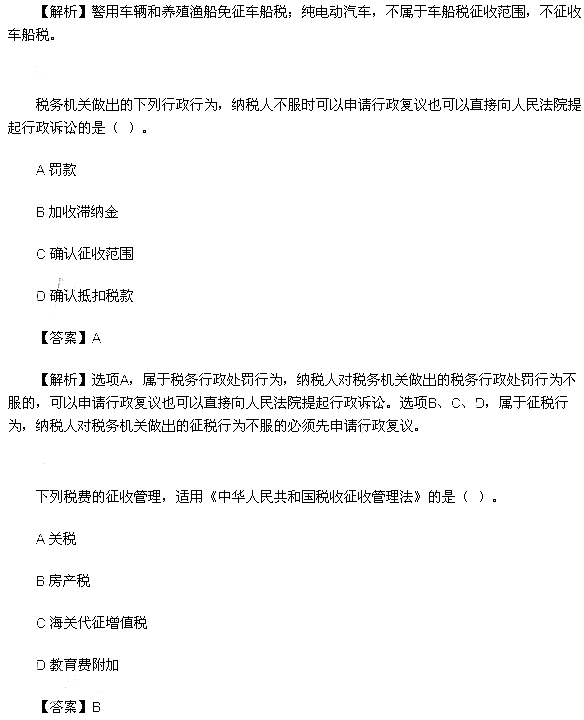 【解析】警用车辆和养殖渔船免征车船税；纯电动汽车，不属于车船税征收范围，不征收
车船税。
税务机关做出的下列行政行为，纳税人不服时可以申请行政复议也可以直接向人民法院提
起行政诉讼的是（ ）。
A 罚款
B 加收滞纳金
C 确认征收范围
D 确认抵扣税款
【答案】A
【解析】选项A，属于税务行政处罚行为，纳税人对税务机关做出的税务行政处罚行为不
服的，可以申请行政复议也可以直接向人民法院提起行政诉讼。选项B、C、D，属于征税行
为，纳税人对税务机关做出的征税行为不服的必须先申请行政复议。
下列税费的征收管理，适用《中华人民共和国税收征收管理法》的是（ ）。
A 关税
B 房产税
C 海关代征增值税
D 教育费附加
【答案】B